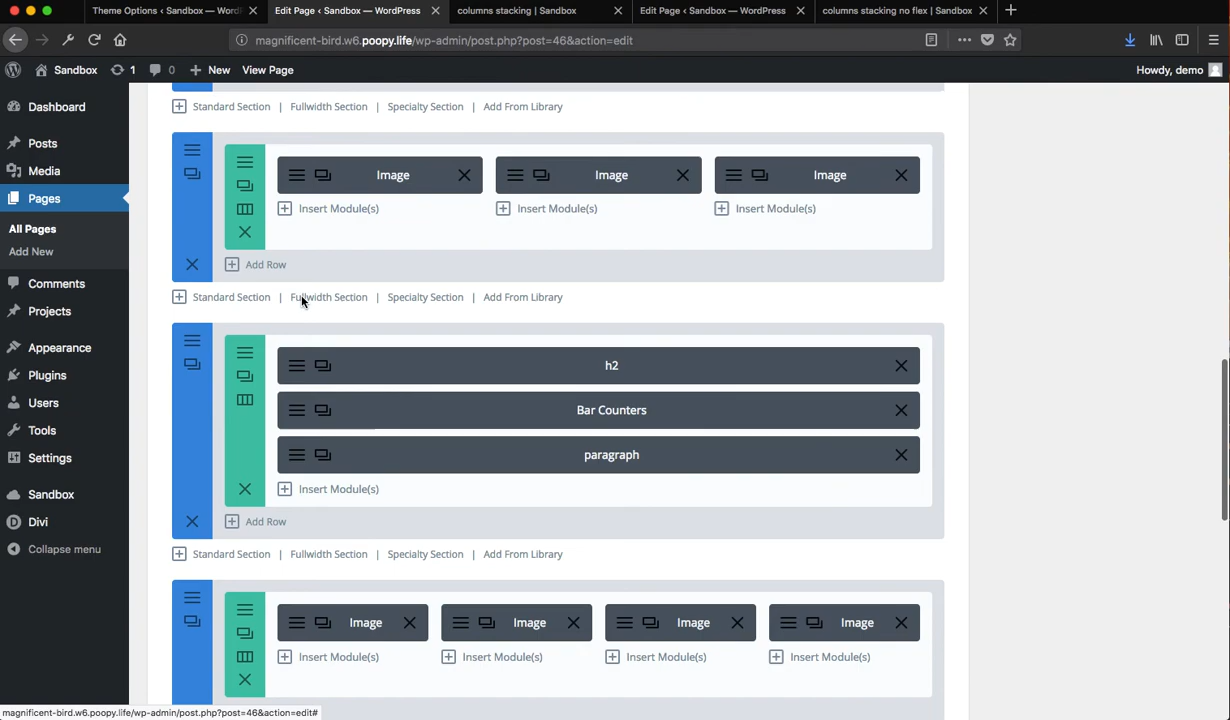 Theme Options ‹ Sandbox — Word
Edit Page ‹ Sandbox — WordPress
columns stacking | Sandbox
Edit Page ‹ Sandbox — WordPress
columns stacking no flex | Sandbox
magnificent-bird.w6.poopy.life/wp-admin/post.php?post=46&action=edit
Sandbox
1
0
New
View Page
Howdy, demo
Dashboard
Posts
Media
Pages
All Pages
Add New
Comments
Projects
Appearance
Plugins
Users
Tools
Settings
Sandbox
Divi
Collapse menu
Standard Section | Fullwidth Section | Specialty Section | Add From Library
Image Image Image
Insert Module(s) Insert Module(s) Insert Module(s)
Add Row
Standard Section | Fullwidth Section | Specialty Section | Add From Library
h2
Bar Counters
paragraph
Insert Module(s)
Add Row
Standard Section | Fullwidth Section | Specialty Section | Add From Library
Image Image Image Image
Insert Module(s) Insert Module(s) Insert Module(s) Insert Module(s)
magnificent-bird.w6.poopy.life/wp-admin/post.php?post=46&action=edit#